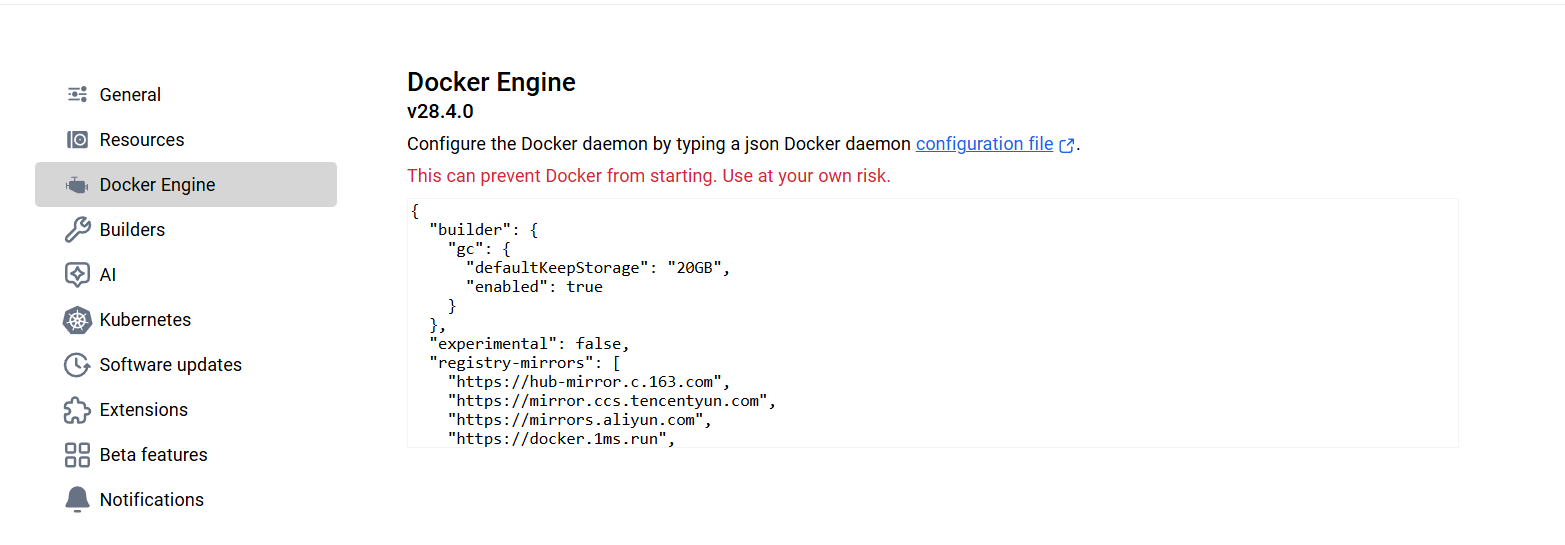 General
Resources
Docker Engine
Builders
AI
Kubernetes
Software updates
Extensions
Beta features
Notifications
Docker Engine
v28.4.0
Configure the Docker daemon by typing a json Docker daemon configuration file.
This can prevent Docker from starting. Use at your own risk.
{
  "builder": {
    "gc": {
      "defaultKeepStorage": "20GB",
      "enabled": true
    }
  },
  "experimental": false,
  "registry-mirrors": [
    "https://hub-mirror.c.163.com",
    "https://mirror.ccs.tencentyun.com",
    "https://mirrors.aliyun.com",
    "https://docker.1ms.run",